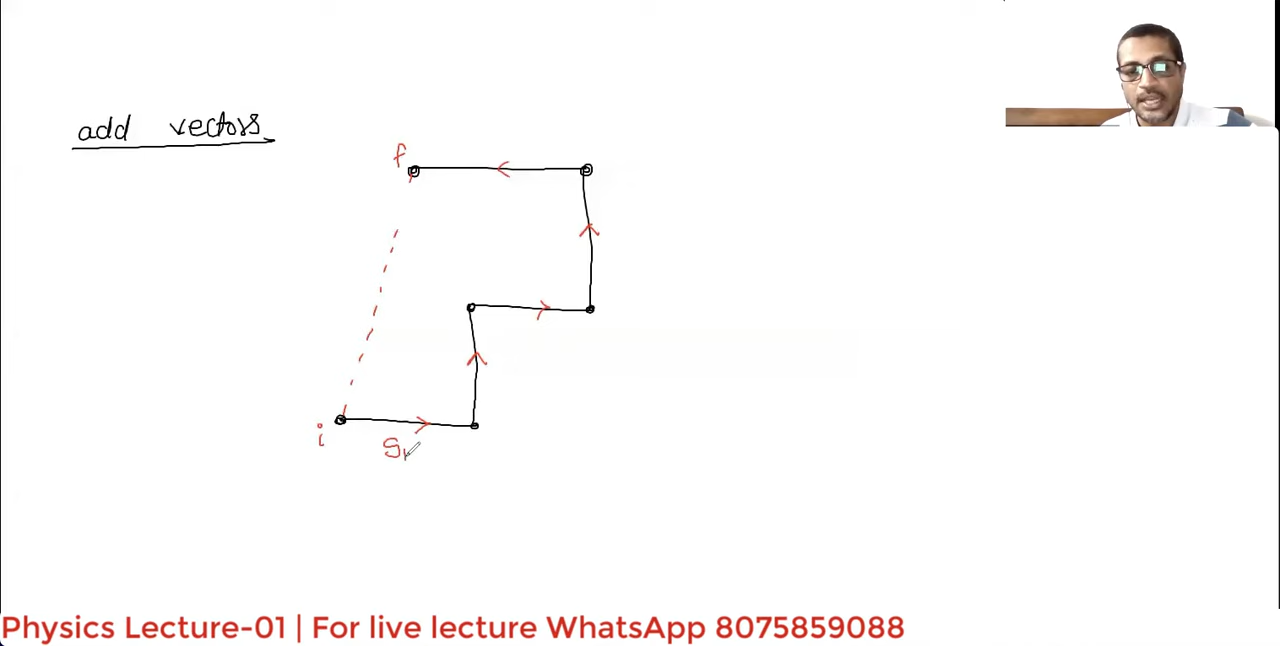 add vectors
f
i
Physics Lecture-01 | For live lecture WhatsApp 8075859088